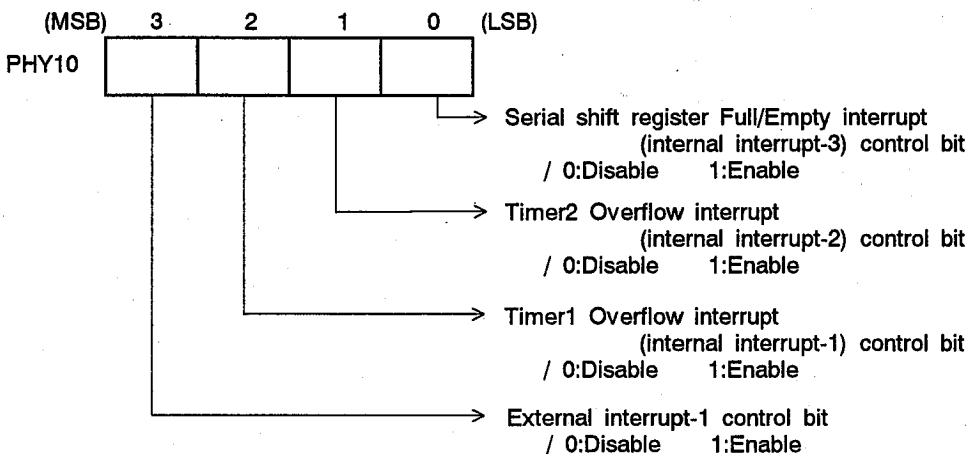 (MSB) 3 2 1 0 (LSB)
PHY10
Serial shift register Full/Empty interrupt
(internal interrupt-3) control bit
/ 0:Disable 1:Enable
Timer2 Overflow interrupt
(internal interrupt-2) control bit
/ 0:Disable 1:Enable
Timer1 Overflow interrupt
(internal interrupt-1) control bit
/ 0:Disable 1:Enable
External interrupt-1 control bit
/ 0:Disable 1:Enable